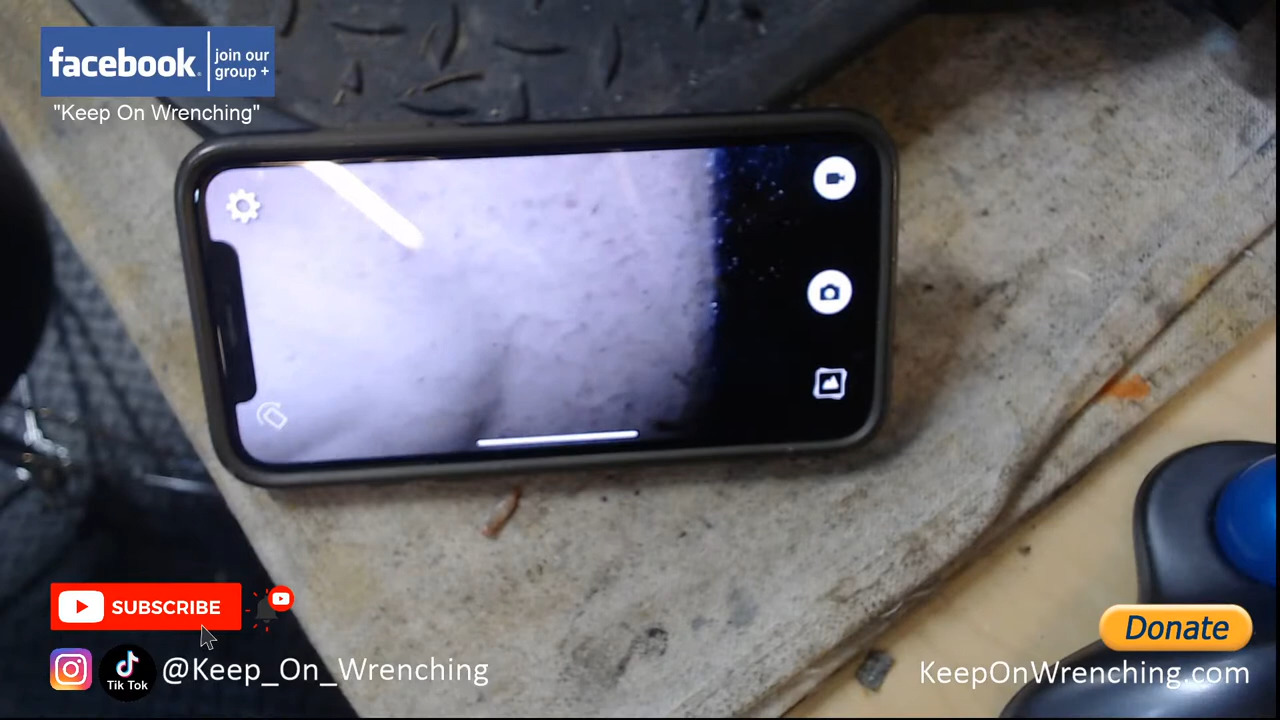 facebook.
join our
group +
"Keep On Wrenching"
SUBSCRIBE
Tik Tok
@Keep_On_Wrenching
Donate
KeepOnWrenching.com